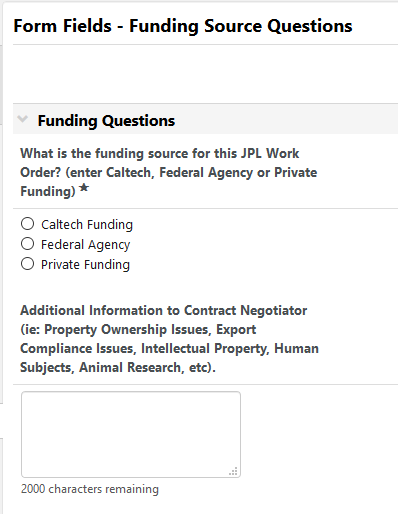 Form Fields - Funding Source Questions
Funding Questions
What is the funding source for this JPL Work
Order? (enter Caltech, Federal Agency or Private
Funding) ★
Caltech Funding
Federal Agency
Private Funding
Additional Information to Contract Negotiator
(ie: Property Ownership Issues, Export
Compliance Issues, Intellectual Property, Human
Subjects, Animal Research, etc).
2000 characters remaining